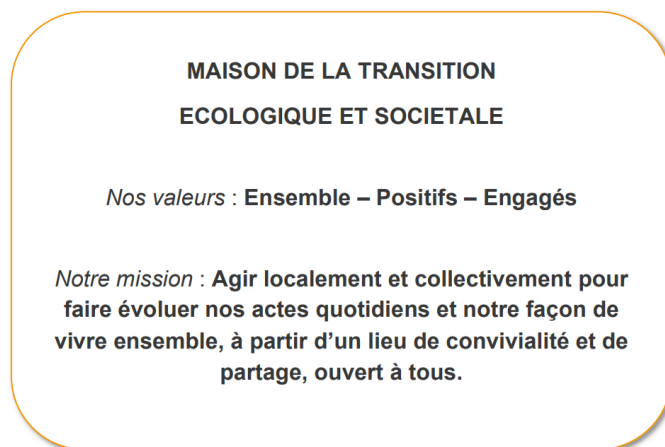 MAISON DE LA TRANSITION
ECOLOGIQUE ET SOCIETALE
Nos valeurs : Ensemble – Positifs – Engagés
Notre mission : Agir localement et collectivement pour
faire évoluer nos actes quotidiens et notre façon de
vivre ensemble, à partir d’un lieu de convivialité et de
partage, ouvert à tous.